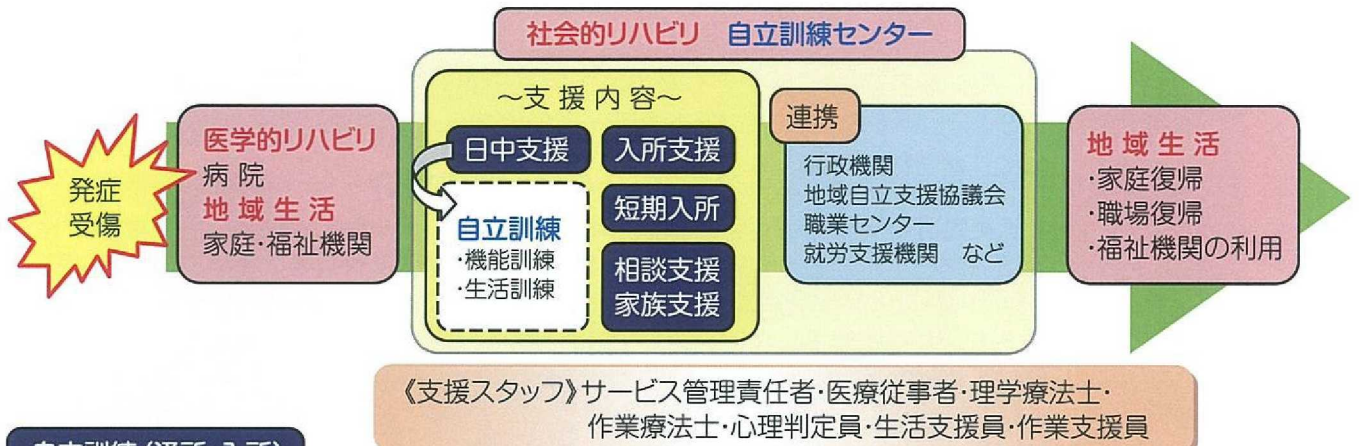 社会的リハビリ 自立訓練センター
発症
受傷
医学的リハビリ
病院
地域生活
家庭・福祉機関
～支援内容～
日中支援
自立訓練
・機能訓練
・生活訓練
入所支援
短期入所
相談支援
家族支援
連携
行政機関
地域自立支援協議会
職業センター
就労支援機関 など
地域生活
・家庭復帰
・職場復帰
・福祉機関の利用
《支援スタッフ》サービス管理責任者・医療従事者・理学療法士・
作業療法士・心理判定員・生活支援員・作業支援員
自立訓練(通所・入所)